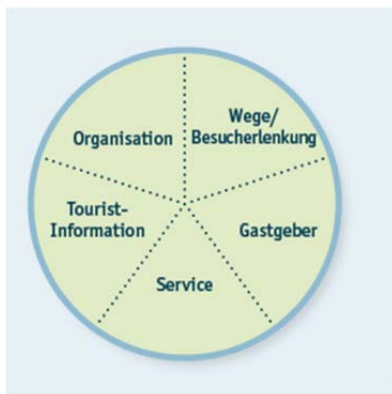 Organisation
Wege/
Besucherlenkung
Tourist-
Information
Gastgeber
Service